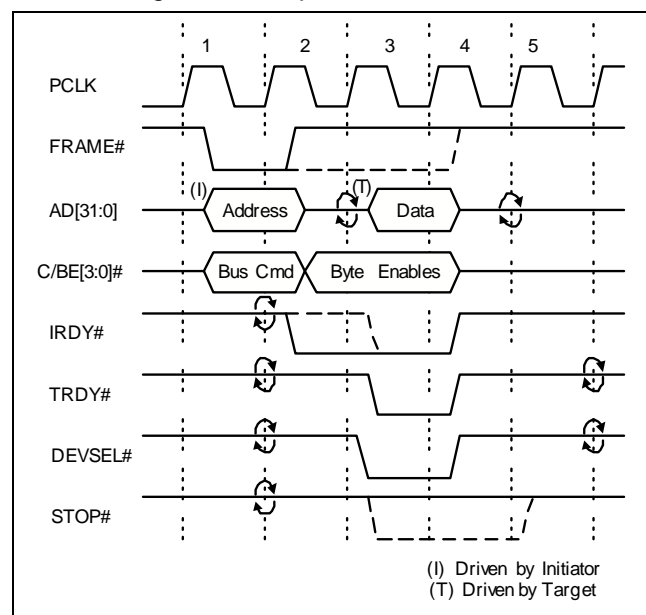 1 2 3 4 5
PCLK
FRAME#
(I) (T)
AD[31:0] Address Data
C/BE[3:0]# Bus Cmd Byte Enables
IRDY#
TRDY#
DEVSEL#
STOP#
(I) Driven by Initiator
(T) Driven by Target